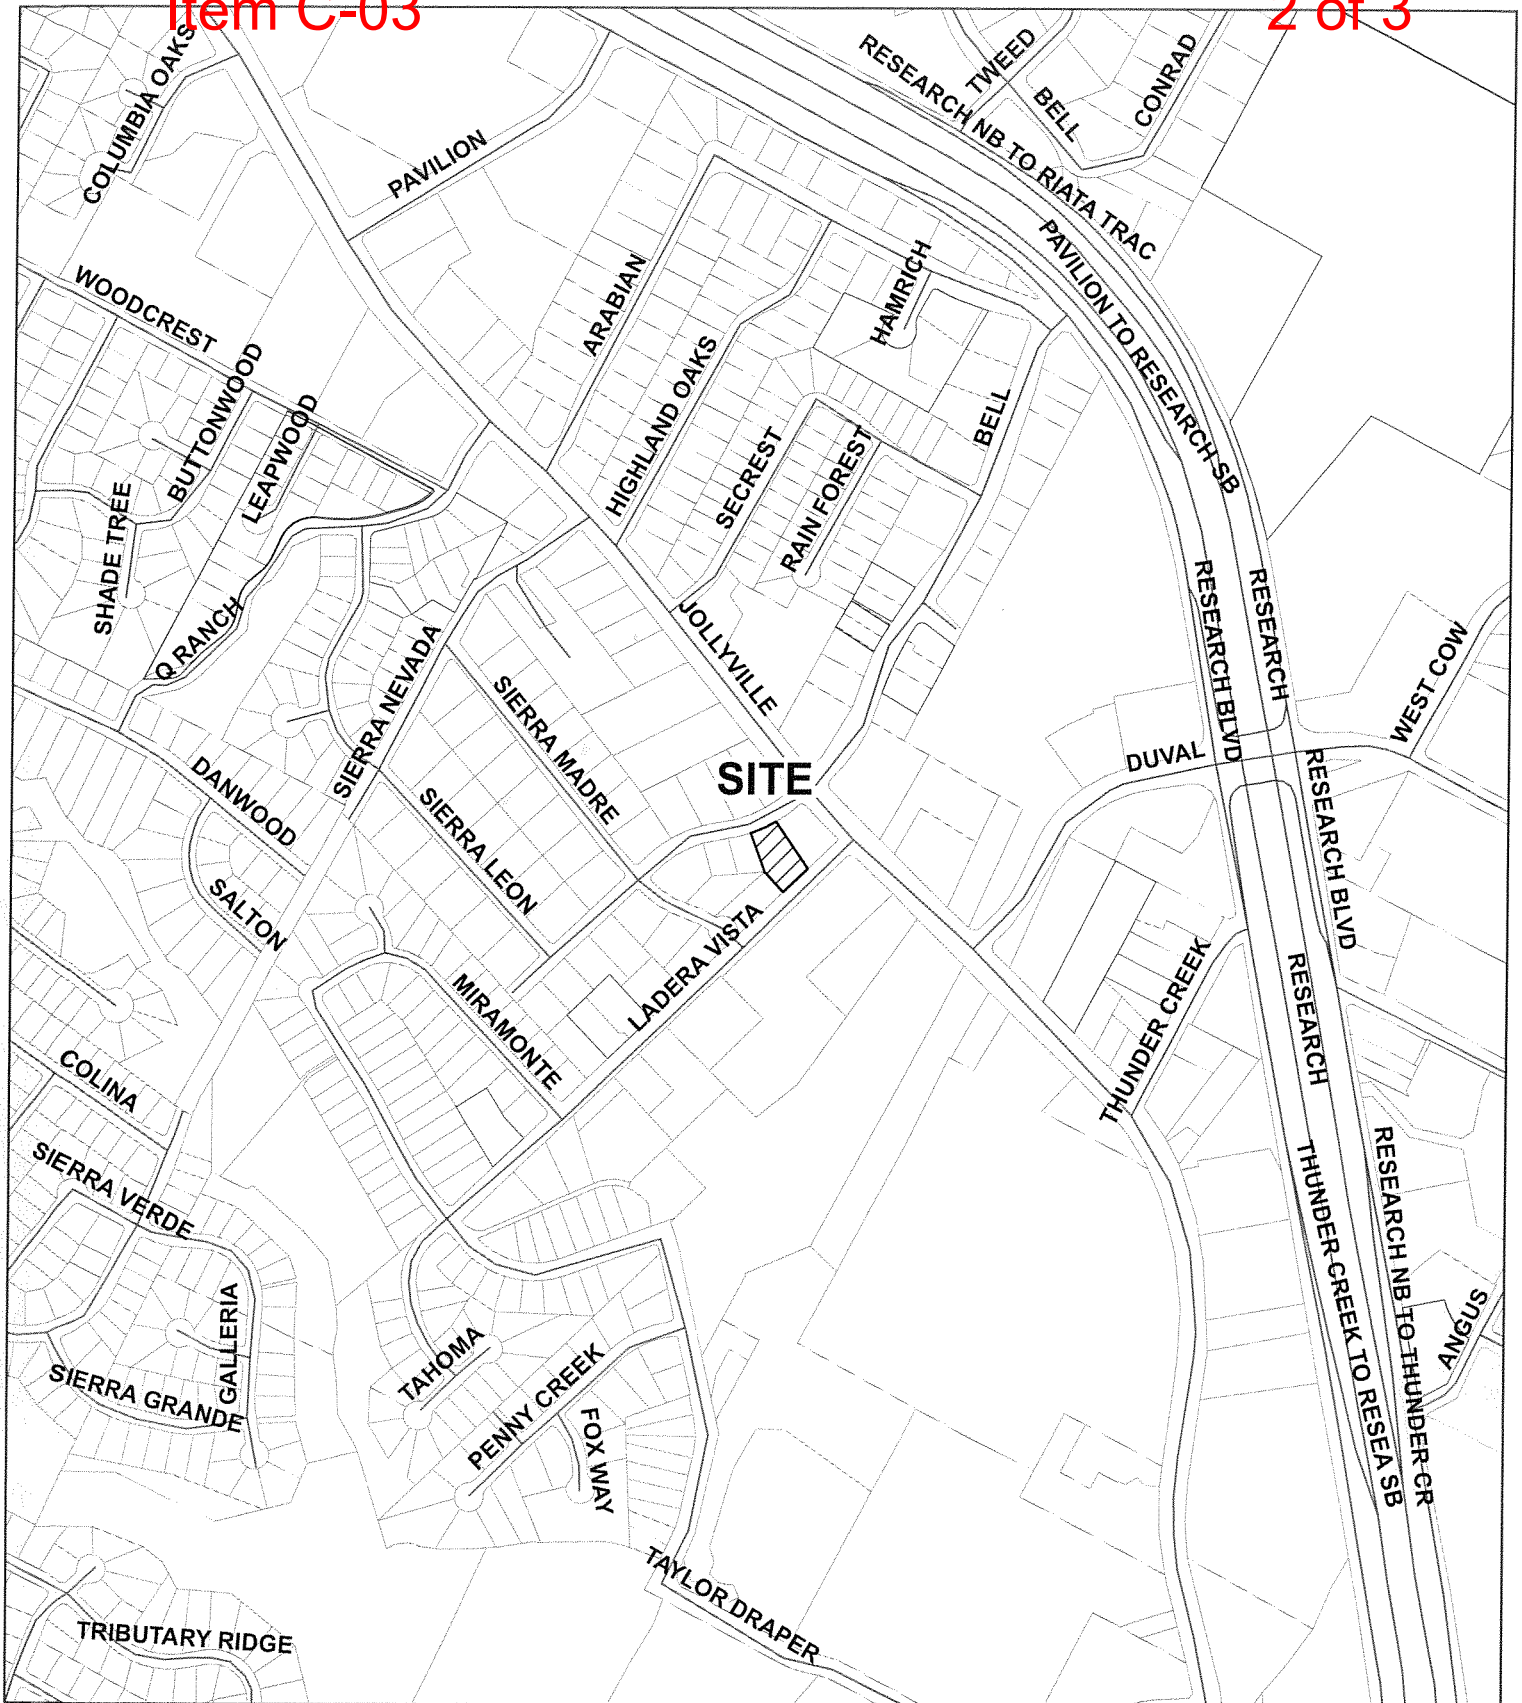 Item C-03
2 of 3
COLUMBIA OAKS
PAVILION
RESEARCH NB TO RIATA TRAC
TWEED
BELL
CONRAD
PAVILION TO RESEARCH SB
WOODCREST
ARABIAN
HAMRICH
BUTTONWOOD
LEAPWOOD
HIGHLAND OAKS
SECREST
RAIN FOREST
BELL
SHADE TREE
Q RANCH
SIERRA NEVADA
JOLLYVILLE
RESEARCH BLVD
RESEARCH
WEST COW
SIERRA MADRE
DUVAL
SITE
DANWOOD
SIERRA LEON
RESEARCH BLVD
SALTON
LADERA VISTA
MIRAMONTE
THUNDER CREEK
RESEARCH
COLINA
SIERRA VERDE
THUNDER CREEK TO RESEA SB
RESEARCH NB TO THUNDER CR
GALLERIA
ANGUS
SIERRA GRANDE
TAHOMA
PENNY CREEK
FOX WAY
TAYLOR DRAPER
TRIBUTARY RIDGE